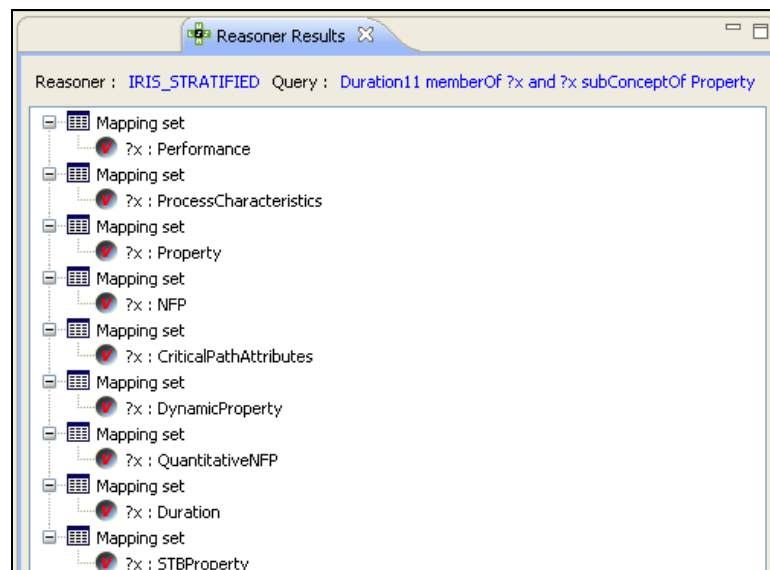 Reasoner Results
Reasoner : IRIS_STRATIFIED Query : Duration11 memberOf ?x and ?x subConceptOf Property
Mapping set
?x : Performance
Mapping set
?x : ProcessCharacteristics
Mapping set
?x : Property
Mapping set
?x : NFP
Mapping set
?x : CriticalPathAttributes
Mapping set
?x : DynamicProperty
Mapping set
?x : QuantitativeNFP
Mapping set
?x : Duration
Mapping set
?x : STBProperty